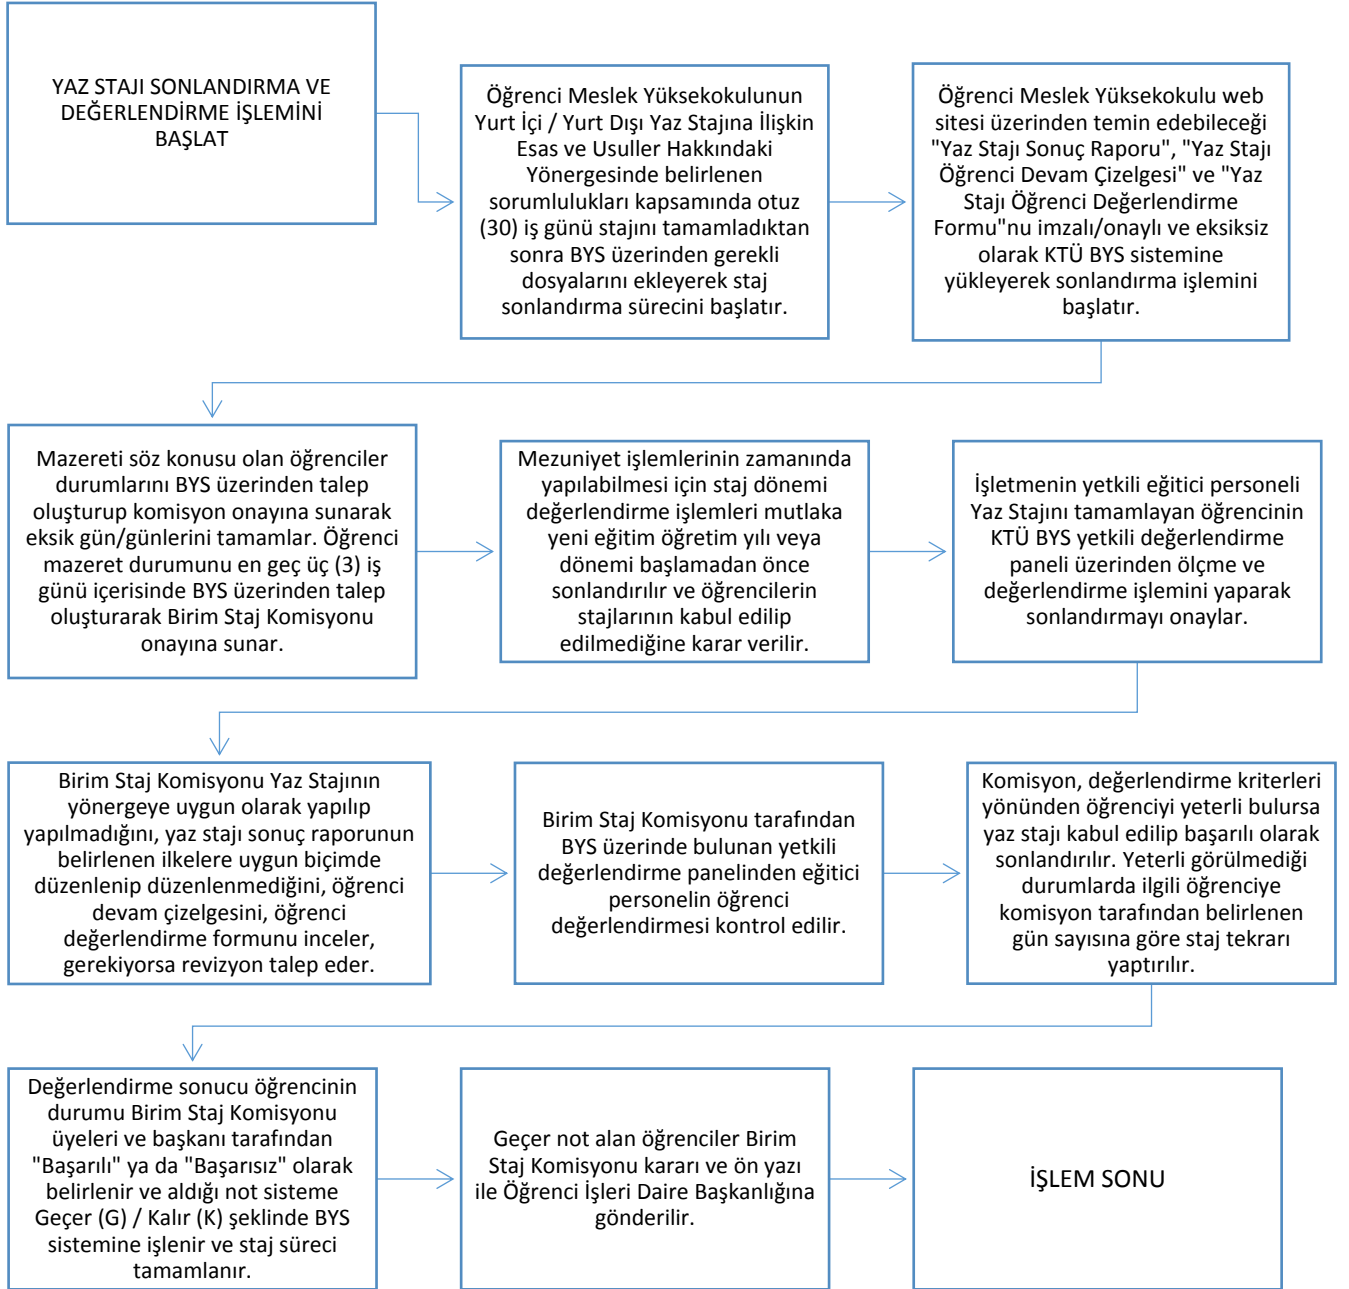 YAZ STAJI SONLANDIRMA VE
DEĞERLENDİRME İŞLEMİNİ
BAŞLAT
Öğrenci Meslek Yüksekokulunun
Yurt İçi / Yurt Dışı Yaz Stajına İlişkin
Esas ve Usuller Hakkındaki
Yönergesinde belirlenen
sorumlulukları kapsamında otuz
(30) iş günü stajını tamamladıktan
sonra BYS üzerinden gerekli
dosyalarını ekleyerek staj
sonlandırma sürecini başlatır.
Öğrenci Meslek Yüksekokulu web
sitesi üzerinden temin edebileceği
"Yaz Stajı Sonuç Raporu", "Yaz Stajı
Öğrenci Devam Çizelgesi" ve "Yaz
Stajı Öğrenci Değerlendirme
Formu"nu imzalı/onaylı ve eksiksiz
olarak KTÜ BYS sistemine
yükleyerek sonlandırma işlemini
başlatır.
Mazereti söz konusu olan öğrenciler
durumlarını BYS üzerinden talep
oluşturup komisyon onayına sunarak
eksik gün/günlerini tamamlar. Öğrenci
mazeret durumunu en geç üç (3) iş
günü içerisinde BYS üzerinden talep
oluşturarak Birim Staj Komisyonu
onayına sunar.
Mezuniyet işlemlerinin zamanında
yapılabilmesi için staj dönemi
değerlendirme işlemleri mutlaka
yeni eğitim öğretim yılı veya
dönemi başlamadan önce
sonlandırılır ve öğrencilerin
stajlarının kabul edilip
edilmediğine karar verilir.
İşletmenin yetkili eğitici personeli
Yaz Stajını tamamlayan öğrencinin
KTÜ BYS yetkili değerlendirme
paneli üzerinden ölçme ve
değerlendirme işlemini yaparak
sonlandırmayı onaylar.
Birim Staj Komisyonu Yaz Stajının
yönergeye uygun olarak yapılıp
yapılmadığını, yaz stajı sonuç raporunun
belirlenen ilkelere uygun biçimde
düzenlenip düzenlenmediğini, öğrenci
devam çizelgesini, öğrenci
değerlendirme formunu inceler,
gerekiyorsa revizyon talep eder.
Birim Staj Komisyonu tarafından
BYS üzerinde bulunan yetkili
değerlendirme panelinden eğitici
personelin öğrenci
değerlendirmesi kontrol edilir.
Komisyon, değerlendirme kriterleri
yönünden öğrenciyi yeterli bulursa
yaz stajı kabul edilip başarılı olarak
sonlandırılır. Yeterli görülmediği
durumlarda ilgili öğrenciye
komisyon tarafından belirlenen
gün sayısına göre staj tekrarı
yaptırılır.
Değerlendirme sonucu öğrencinin
durumu Birim Staj Komisyonu
üyeleri ve başkanı tarafından
"Başarılı" ya da "Başarısız" olarak
belirlenir ve aldığı not sisteme
Geçer (G) / Kalır (K) şeklinde BYS
sistemine işlenir ve staj süreci
tamamlanır.
Geçer not alan öğrenciler Birim
Staj Komisyonu kararı ve ön yazı
ile Öğrenci İşleri Daire Başkanlığına
gönderilir.
İŞLEM SONU